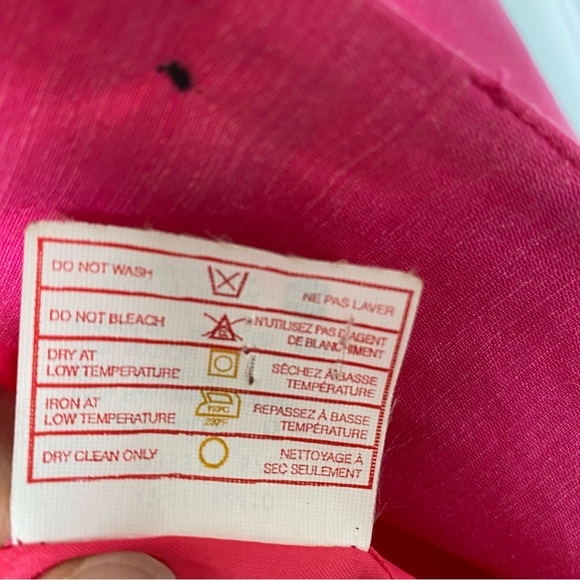 DO NOT WASH
NE PAS LAVER
DO NOT BLEACH
N'UTILISEZ PAS D'AGENT
DE BLANCHIMENT
DRY AT
LOW TEMPERATURE
SÉCHEZ À BASSE
TEMPÉRATURE
IRON AT
LOW TEMPERATURE
110°C
230°F
REPASSEZ À BASSE
TEMPÉRATURE
DRY CLEAN ONLY
NETTOYAGE À
SEC SEULEMENT